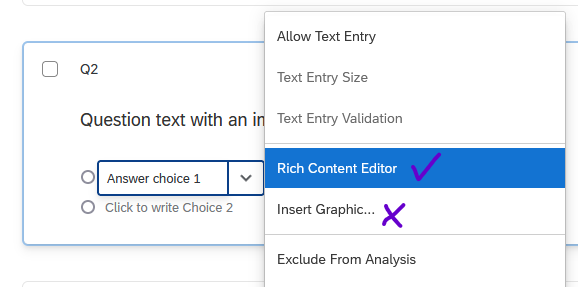 Allow Text Entry
Q2
Text Entry Size
Question text with an in
Text Entry Validation
Answer choice 1
Rich Content Editor
Click to write Choice 2
Insert Graphic...
Exclude From Analysis